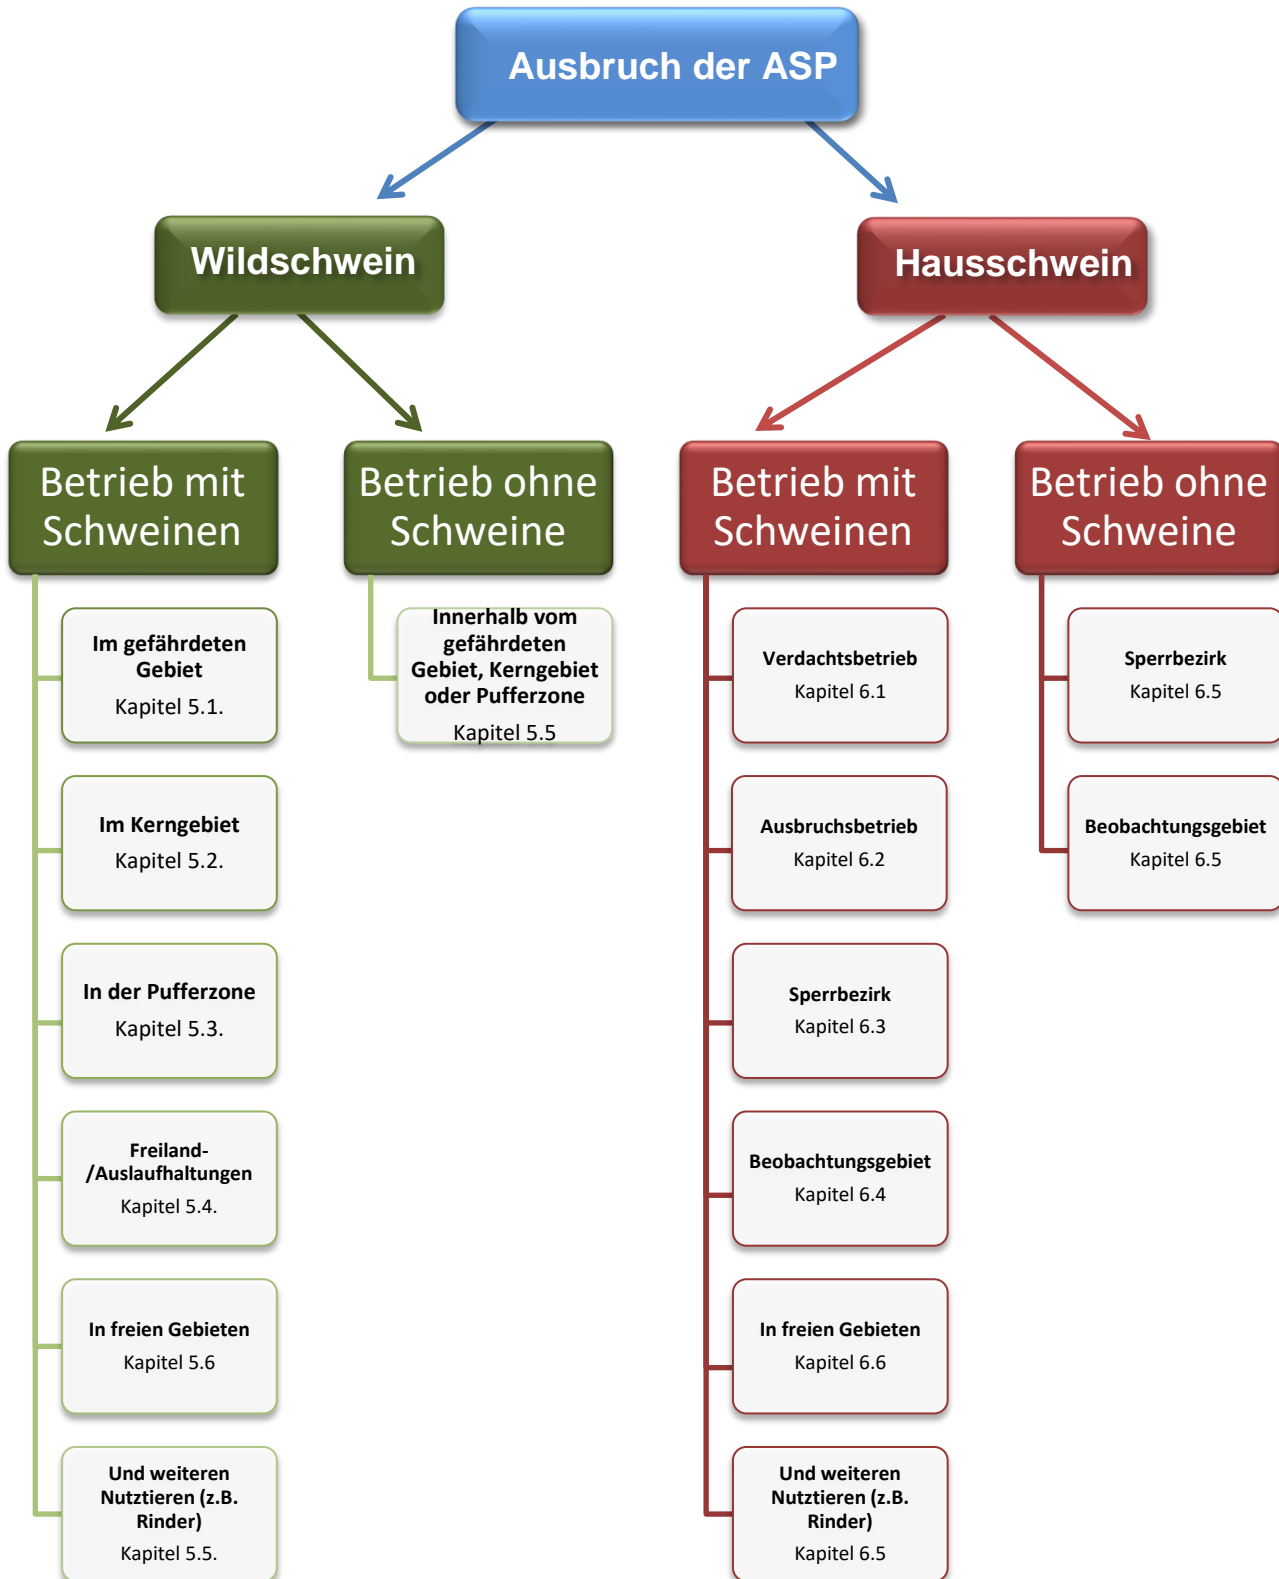 Ausbruch der ASP
Wildschwein
Hausschwein
Betrieb mit
Schweinen
Im gefährdeten
Gebiet
Kapitel 5.1.
Im Kerngebiet
Kapitel 5.2.
In der Pufferzone
Kapitel 5.3.
Freiland-
/Auslaufhaltungen
Kapitel 5.4.
In freien Gebieten
Kapitel 5.6
Und weiteren
Nutztieren (z.B.
Rinder)
Kapitel 5.5.
Betrieb ohne
Schweine
Innerhalb vom
gefährdeten
Gebiet, Kerngebiet
oder Pufferzone
Kapitel 5.5
Betrieb mit
Schweinen
Verdachtsbetrieb
Kapitel 6.1
Ausbruchsbetrieb
Kapitel 6.2
Sperrbezirk
Kapitel 6.3
Beobachtungsgebiet
Kapitel 6.4
In freien Gebieten
Kapitel 6.6
Und weiteren
Nutztieren (z.B.
Rinder)
Kapitel 6.5
Betrieb ohne
Schweine
Sperrbezirk
Kapitel 6.5
Beobachtungsgebiet
Kapitel 6.5